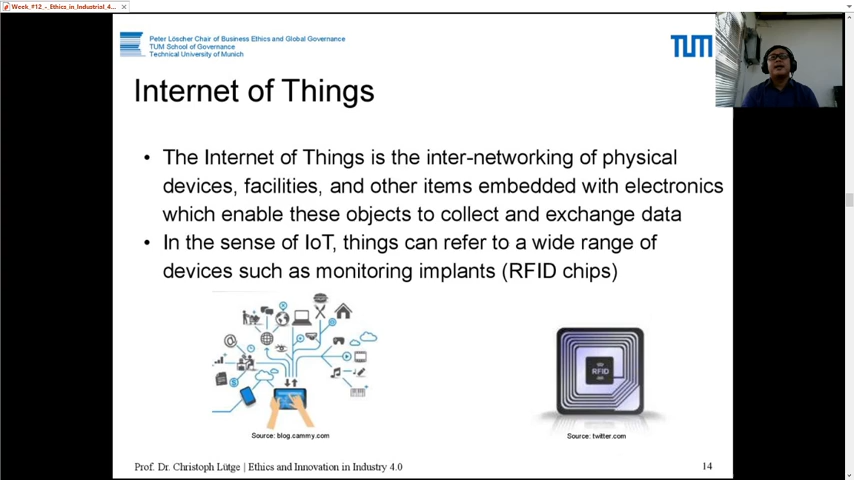 Week_#12_-_Ethics_in_Industrial_4...
Peter Löscher Chair of Business Ethics and Global Governance
TUM School of Governance
Technical University of Munich
TUM
Internet of Things
• The Internet of Things is the inter-networking of physical
devices, facilities, and other items embedded with electronics
which enable these objects to collect and exchange data
• In the sense of IoT, things can refer to a wide range of
devices such as monitoring implants (RFID chips)
RFID
Source: blog.cammy.com
Source: twitter.com
Prof. Dr. Christoph Lütge | Ethics and Innovation in Industry 4.0
14